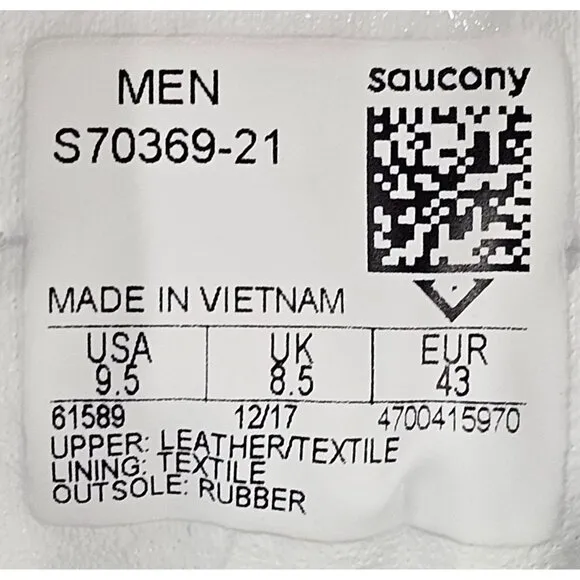 MEN
saucony
S70369-21
MADE IN VIETNAM
USA UK EUR
9.5 8.5 43
61589 12/17 4700415970
UPPER: LEATHER/TEXTILE
LINING: TEXTILE
OUTSOLE: RUBBER